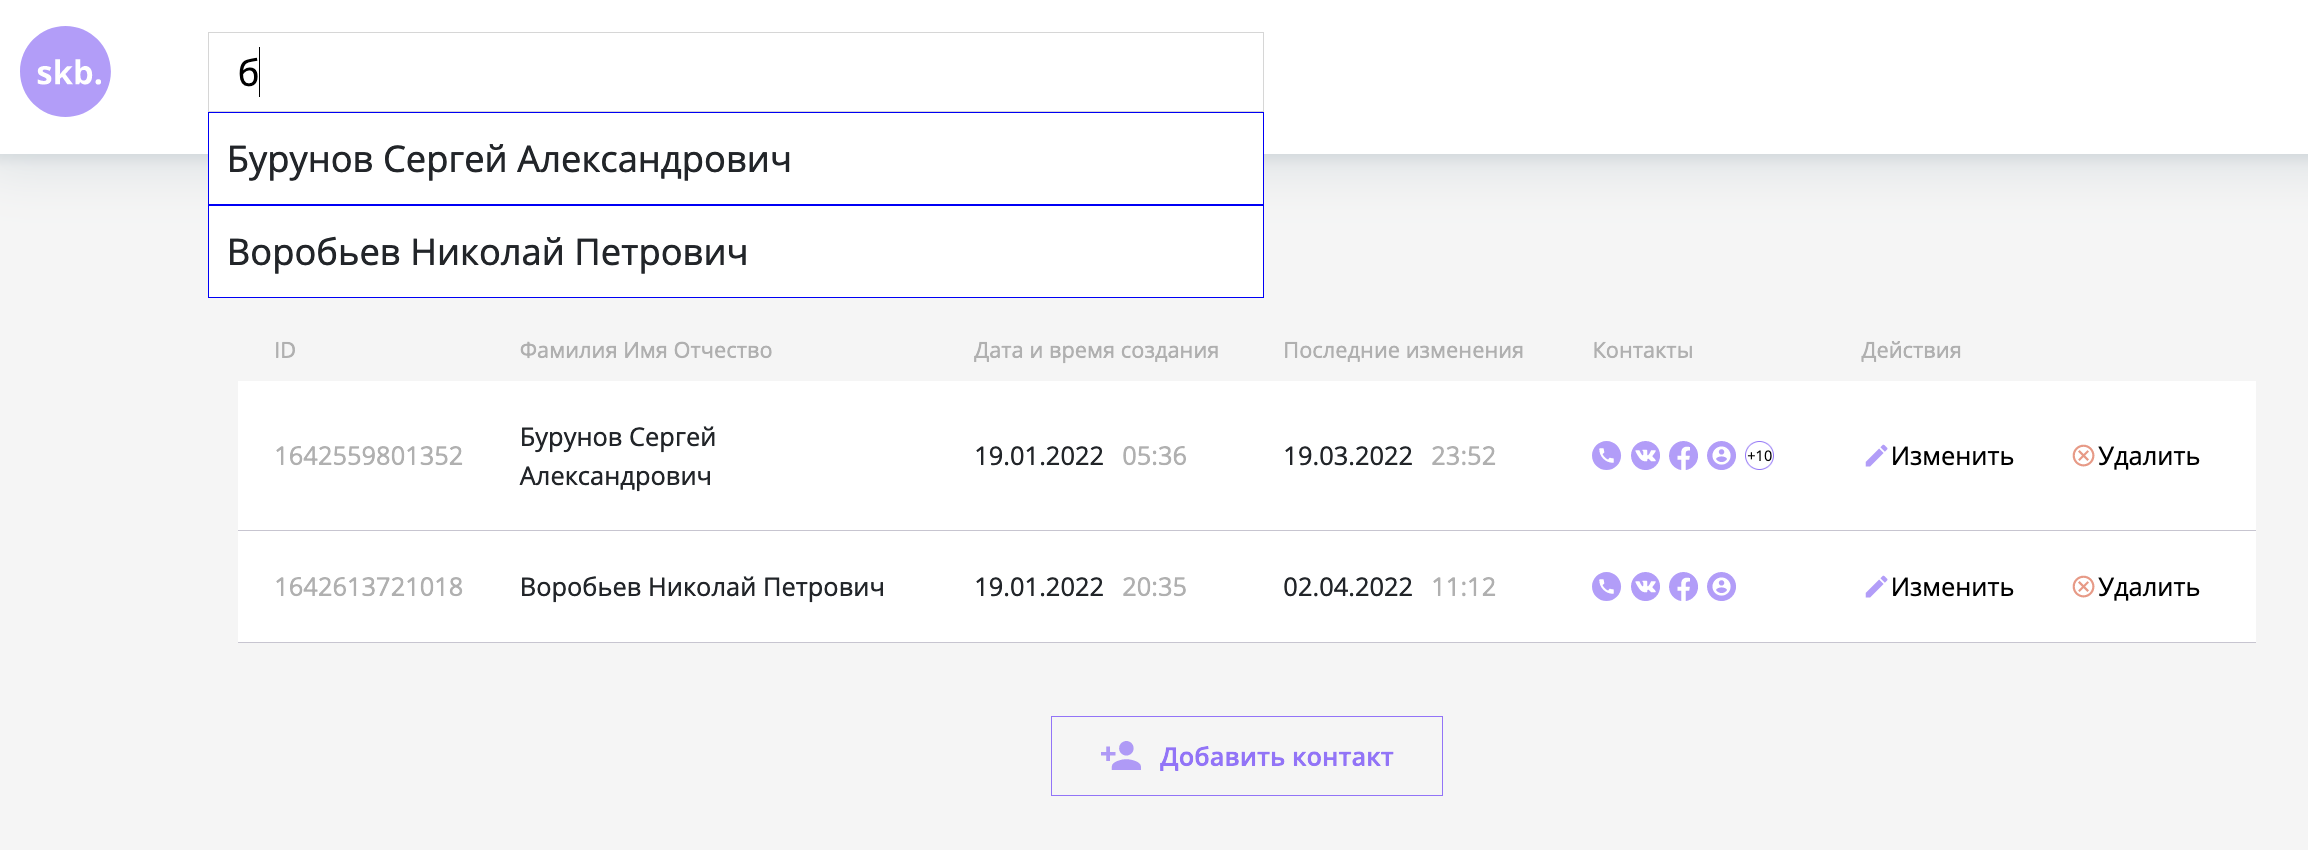 skb.
б
Бурунов Сергей Александрович
Воробьев Николай Петрович
ID Фамилия Имя Отчество Дата и время создания Последние изменения Контакты Действия
1642559801352 Бурунов Сергей
Александрович 19.01.2022 05:36 19.03.2022 23:52 +10 Изменить Удалить
1642613721018 Воробьев Николай Петрович 19.01.2022 20:35 02.04.2022 11:12 Изменить Удалить
Добавить контакт